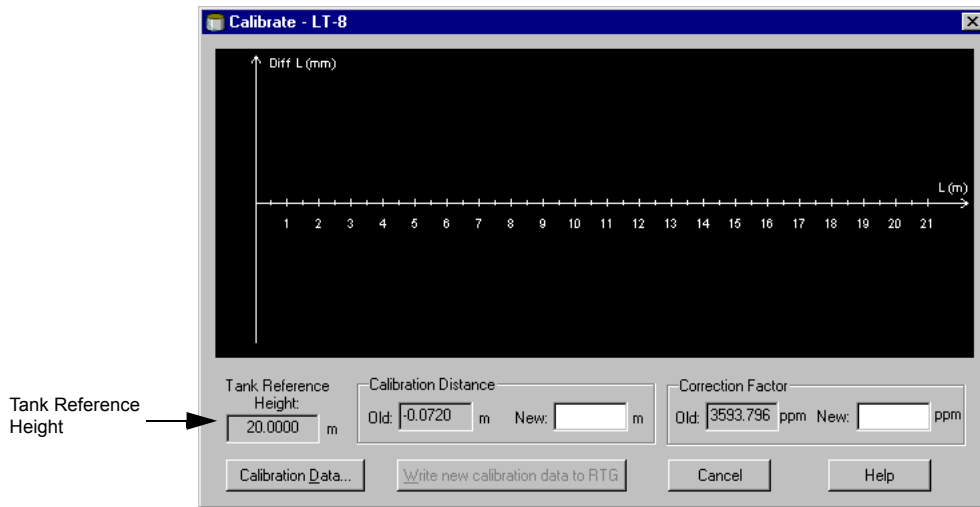 Calibrate - LT-8
Diff L (mm)
L (m)
1 2 3 4 5 6 7 8 9 10 11 12 13 14 15 16 17 18 19 20 21
Tank Reference
Height
Tank Reference
Height:
20.0000 m
Calibration Distance
Old: -0.0720 m New: m
Correction Factor
Old: 3593.796 ppm New: ppm
Calibration Data...
Write new calibration data to RTG
Cancel
Help